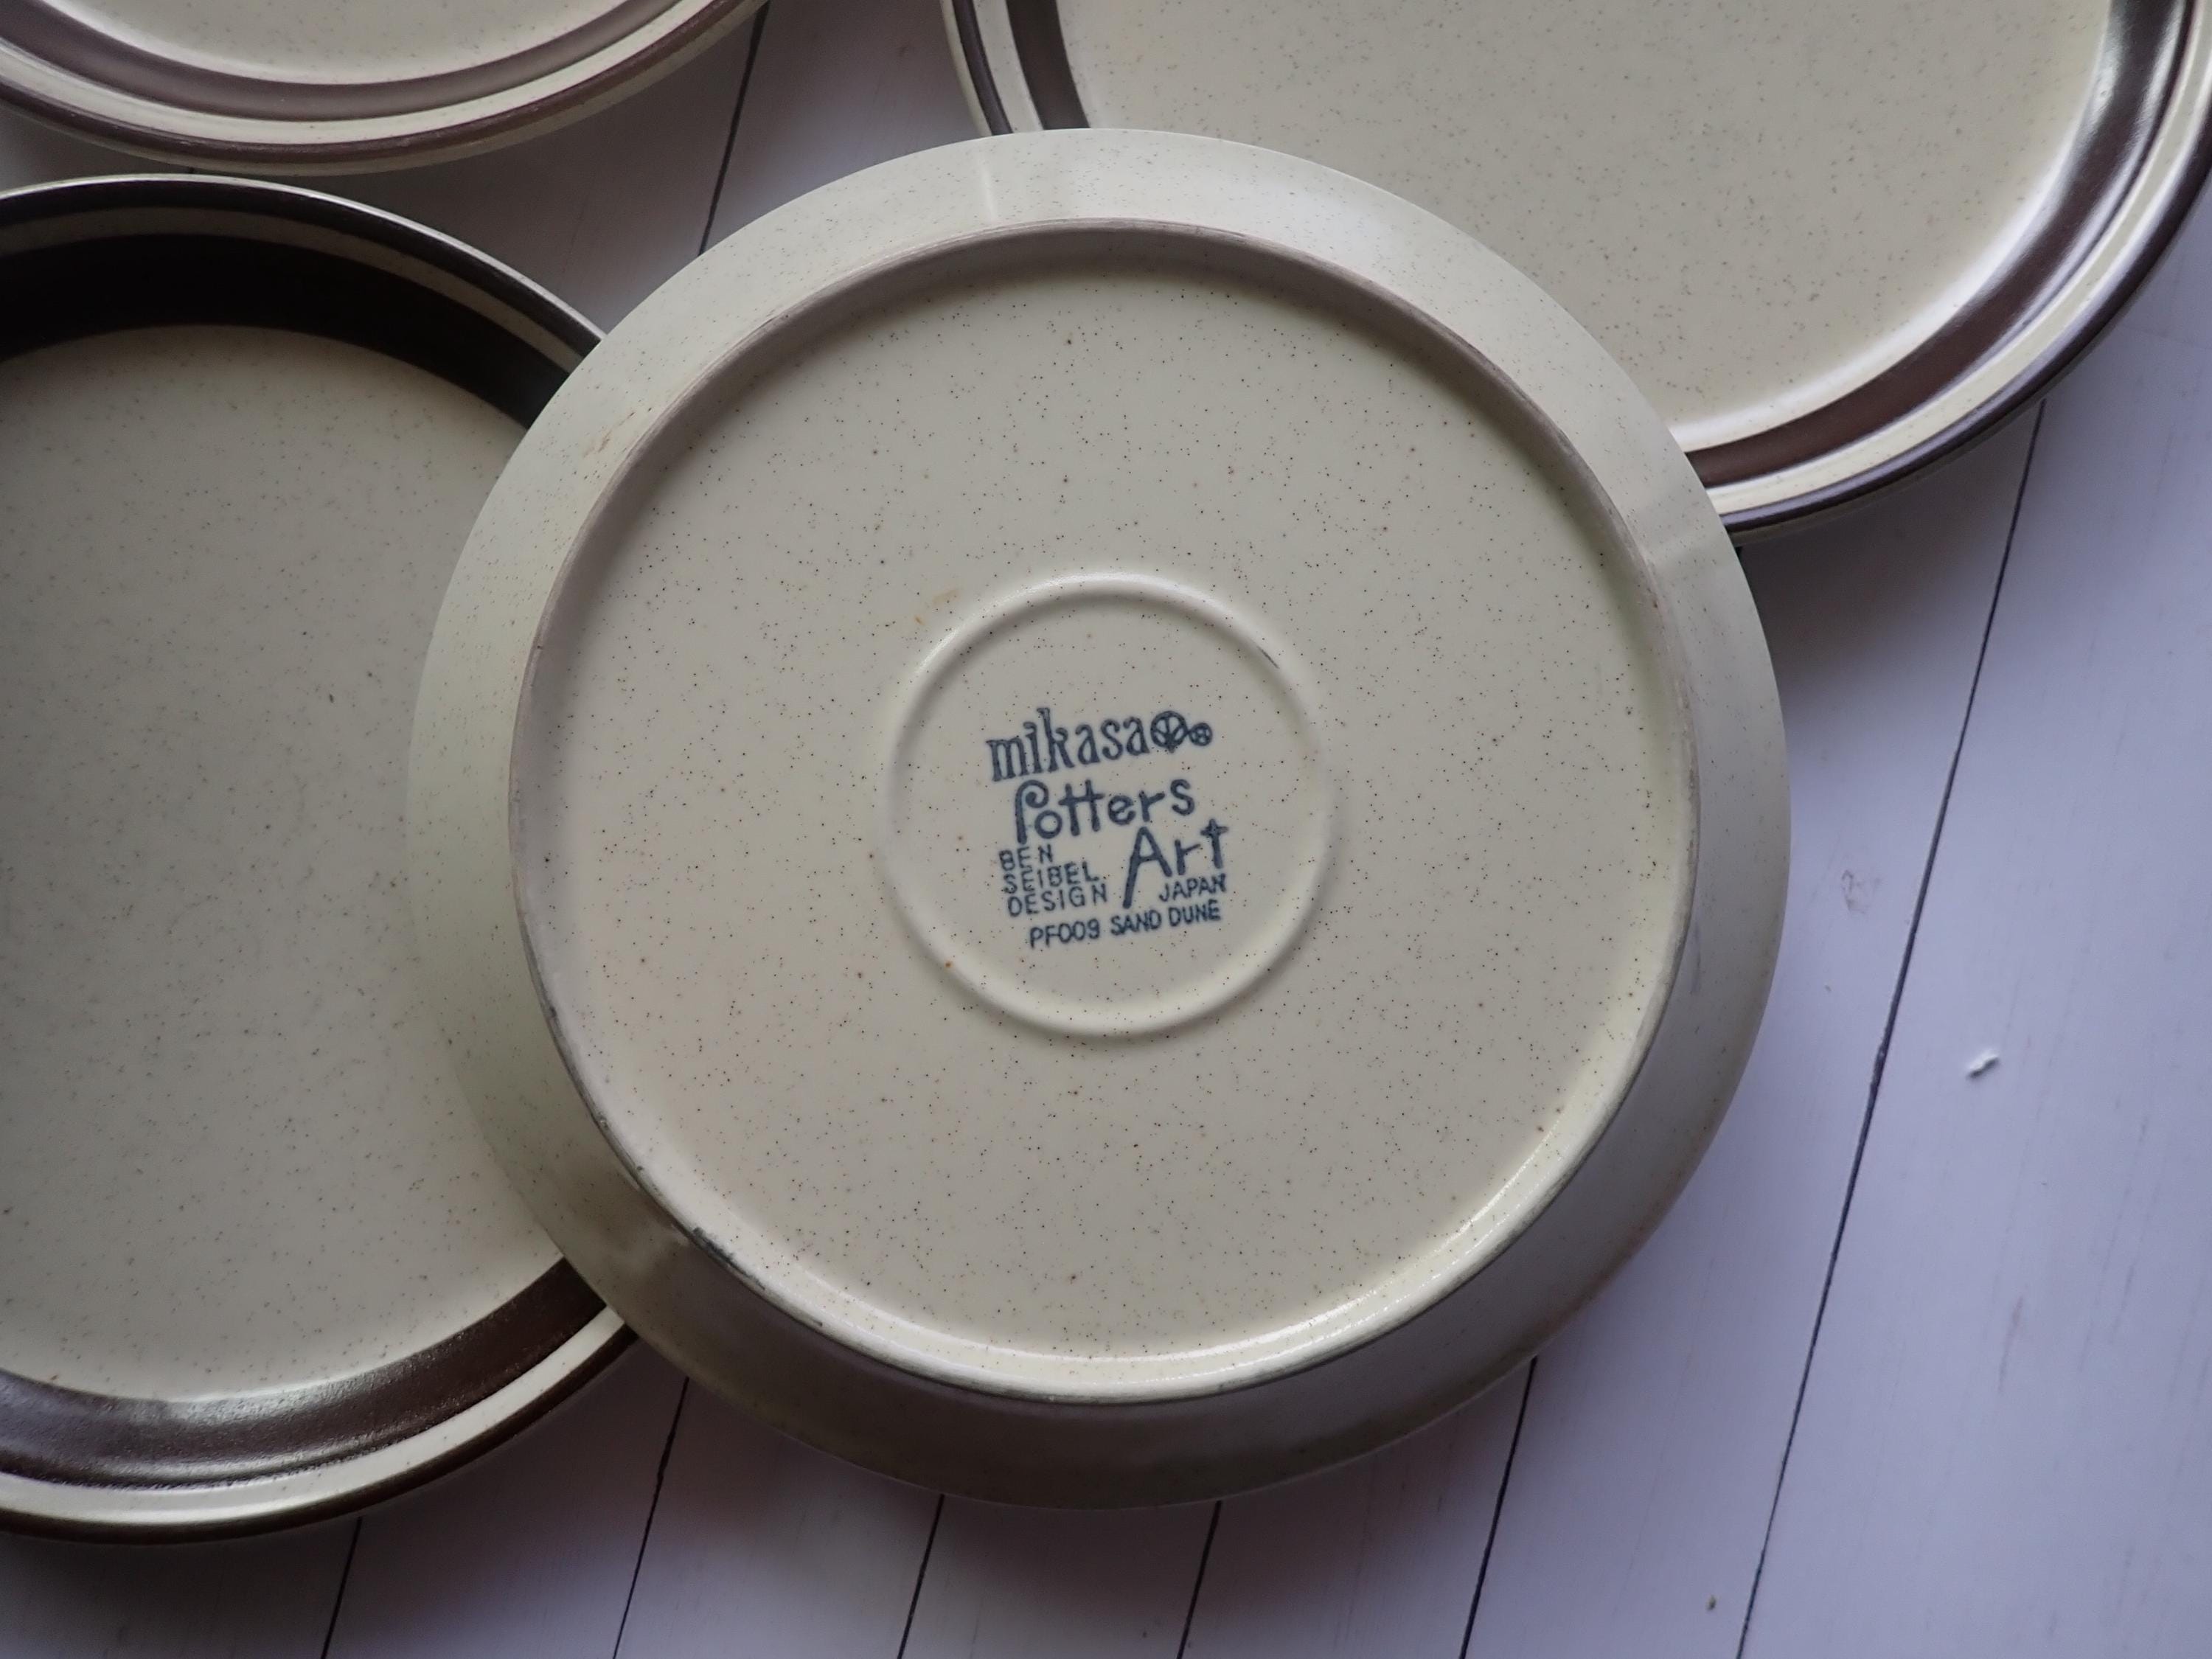 mikasa
Potters
Art
BEN
SEIBEL
DESIGN
JAPAN
PF009 SAND DUNE